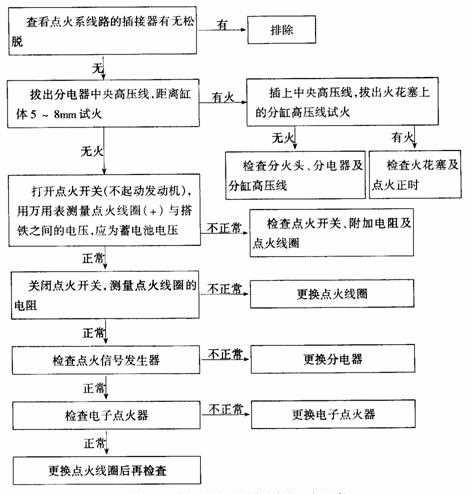 查看点火系线路的插接器有无松
脱
有
排除
无
拔出分电器中央高压线,距离缸
体5~8mm试火
有火
插上中央高压线,拔出火花塞上
的分缸高压线试火
无火
有火
检查分火头、分电器及
分缸高压线
检查火花塞及
点火正时
无火
打开点火开关(不起动发动机),
用万用表测量点火线圈(+)与搭
铁之间的电压,应为蓄电池电压
不正常
检查点火开关、附加电阻及
点火线圈
正常
关闭点火开关,测量点火线圈的
电阻
不正常
更换点火线圈
正常
检查点火信号发生器
不正常
更换分电器
正常
检查电子点火器
不正常
更换电子点火器
正常
更换点火线圈后再检查